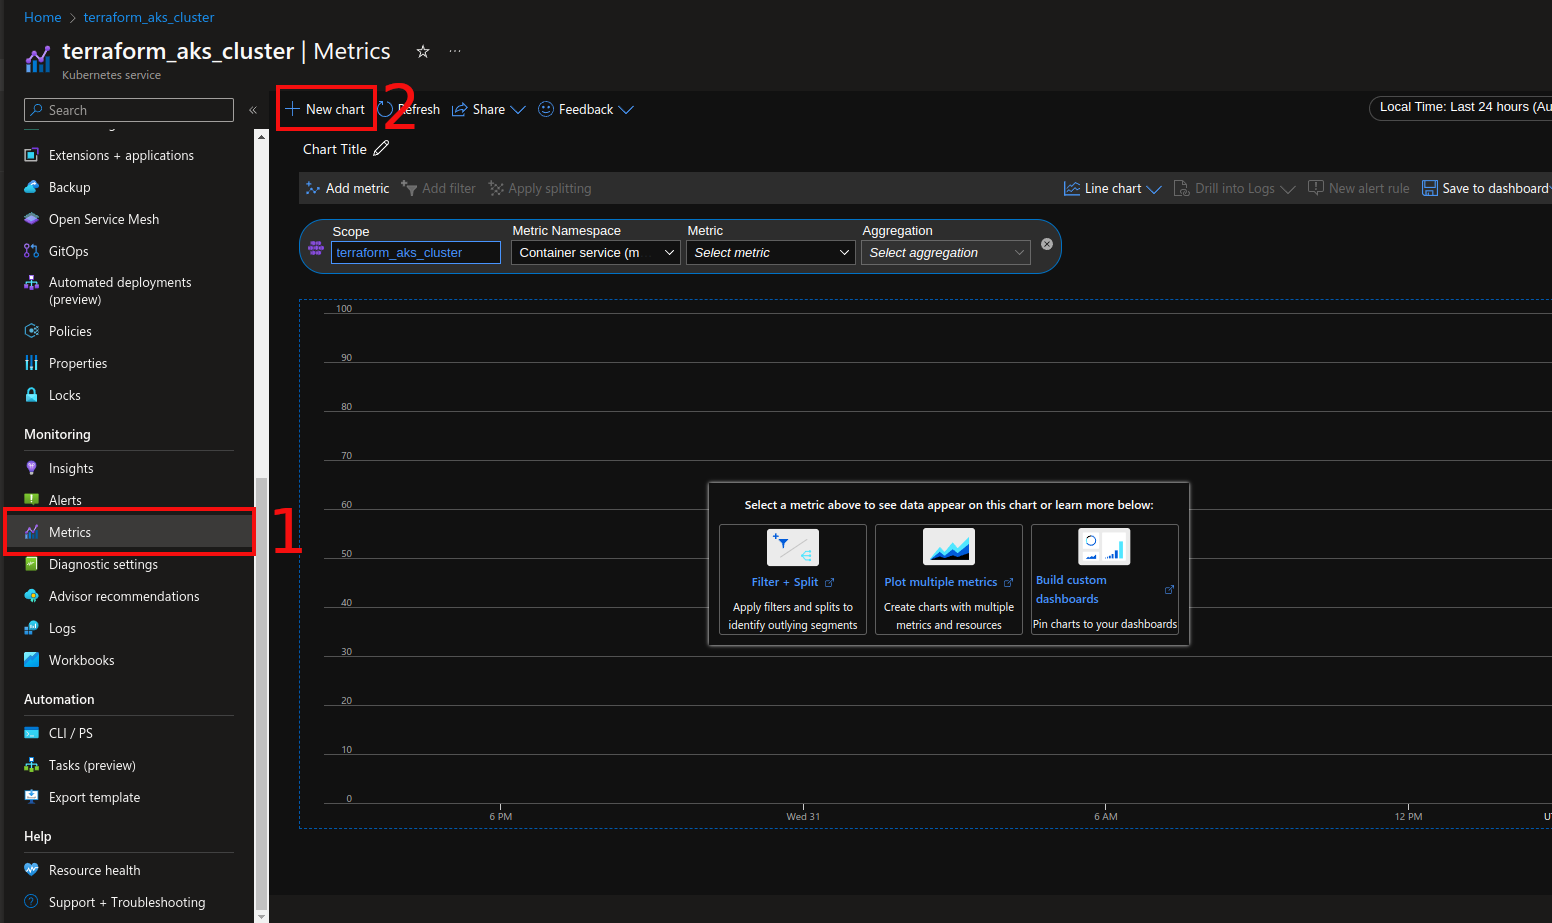 Home > terraform_aks_cluster
terraform_aks_cluster | Metrics ☆ ...
Kubernetes service
Search «
Extensions + applications
Backup
Open Service Mesh
GitOps
Automated deployments
(preview)
Policies
Properties
Locks
Monitoring
Insights
Alerts
Metrics
1
Diagnostic settings
Advisor recommendations
Logs
Workbooks
Automation
CLI / PS
Tasks (preview)
Export template
Help
Resource health
Support + Troubleshooting
New chart
2
Refresh
Share
Feedback
Local Time: Last 24 hours (Au
Chart Title
Add metric
Add filter
Apply splitting
Line chart
Drill into Logs
New alert rule
Save to dashboard
Scope
terraform_aks_cluster
Metric Namespace
Container service (m
Metric
Select metric
Aggregation
Select aggregation
100
90
80
70
60
50
40
30
20
10
0
Select a metric above to see data appear on this chart or learn more below:
Filter + Split
Apply filters and splits to
identify outlying segments
Plot multiple metrics
Create charts with multiple
metrics and resources
Build custom
dashboards
Pin charts to your dashboards
6 PM
Wed 31
6 AM
12 PM